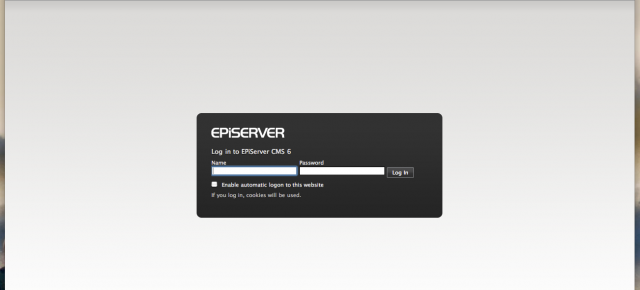 EPiSERVER
Log in to EPiServer CMS 6
Name Password
Log In
Enable automatic logon to this website
If you log in, cookies will be used.